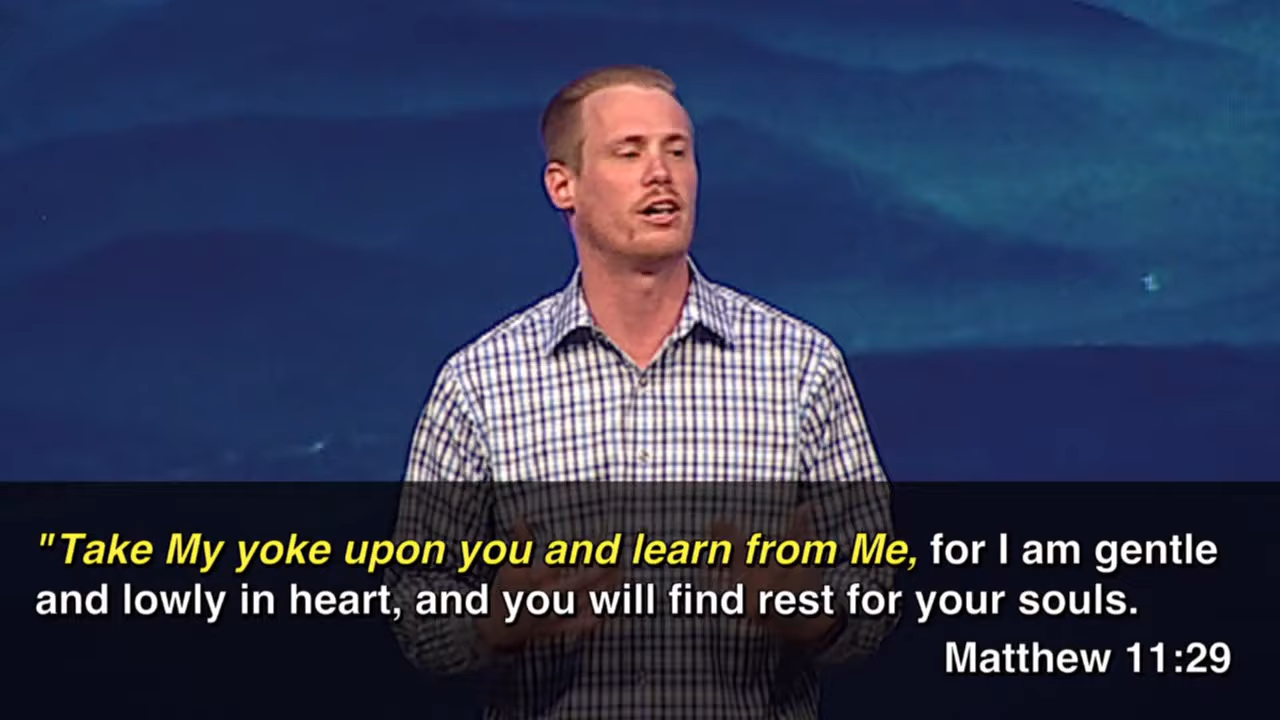 "Take My yoke upon you and learn from Me, for I am gentle
and lowly in heart, and you will find rest for your souls.
Matthew 11:29